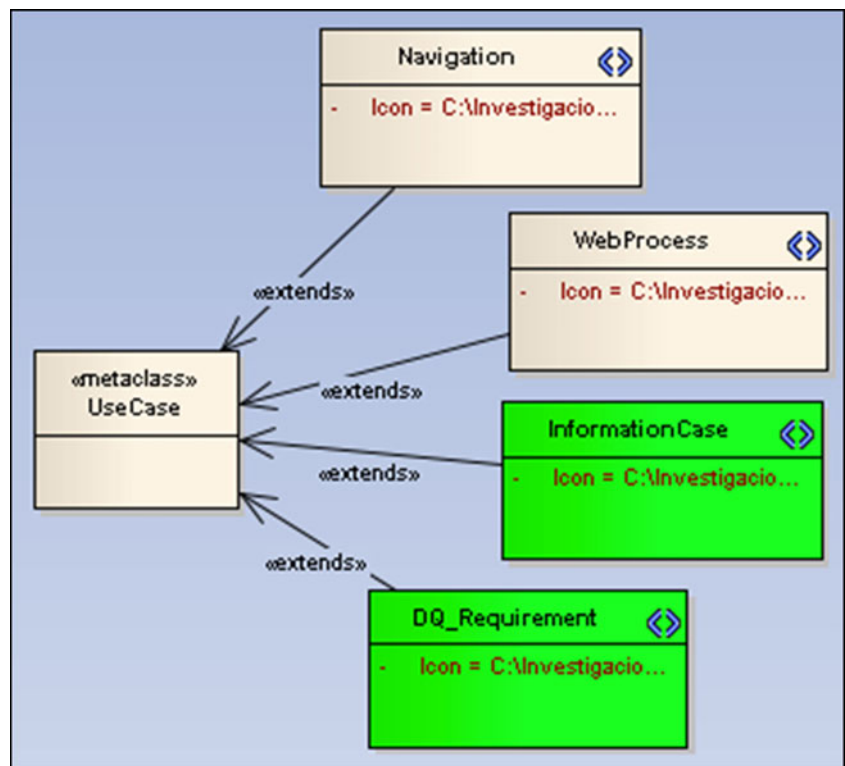 Navigation
- Icon = C:\Investigacio...
WebProcess
- Icon = C:\Investigacio...
«extends»
«metaclass»
UseCase
«extends»
InformationCase
- Icon = C:\Investigacio...
«extends»
«extends»
DQ_Requirement
- Icon = C:\Investigacio...